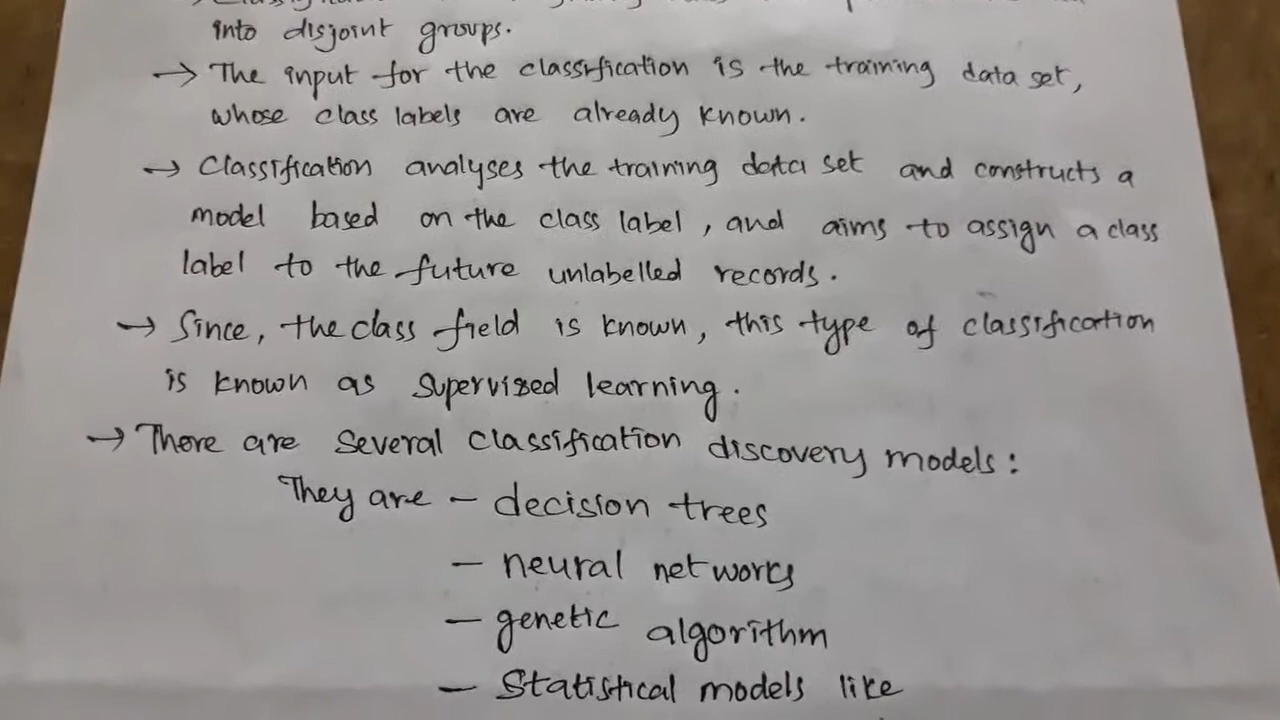 into disjoint groups.
→ The input for the classification is the training data set,
whose class labels are already known.
→ Classification analyses the training data set and constructs a
model based on the class label, and aims to assign a class
label to the future unlabelled records.
→ Since, the class field is known, this type of classification
is known as supervised learning.
→ There are several classification discovery models:
They are – decision trees
– neural networks
– genetic algorithm
– Statistical models like